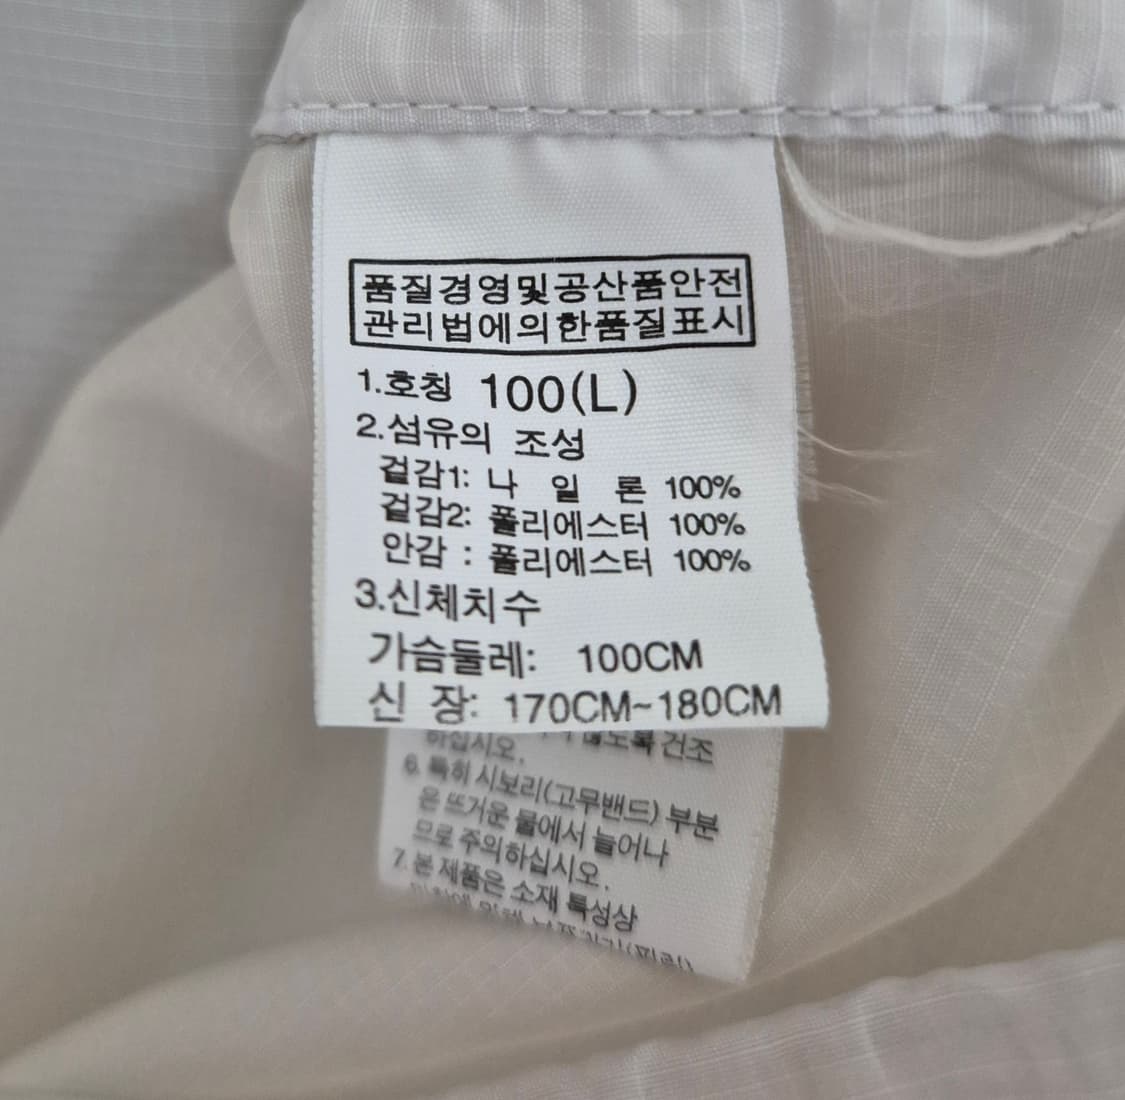 품질경영및공산품안전
관리법에의한품질표시
1.호칭 100(L)
2.섬유의 조성
겉감1: 나 일 론 100%
겉감2: 폴리에스터 100%
안감 : 폴리에스터 100%
3.신체치수
가슴둘레: 100CM
신 장: 170CM~180CM
않도록 건조
하십시오.
6. 특히 시보리(고무밴드) 부분
은 뜨거운 물에서 늘어나
므로 주의하십시오.
7. 본 제품은 소재 특성상